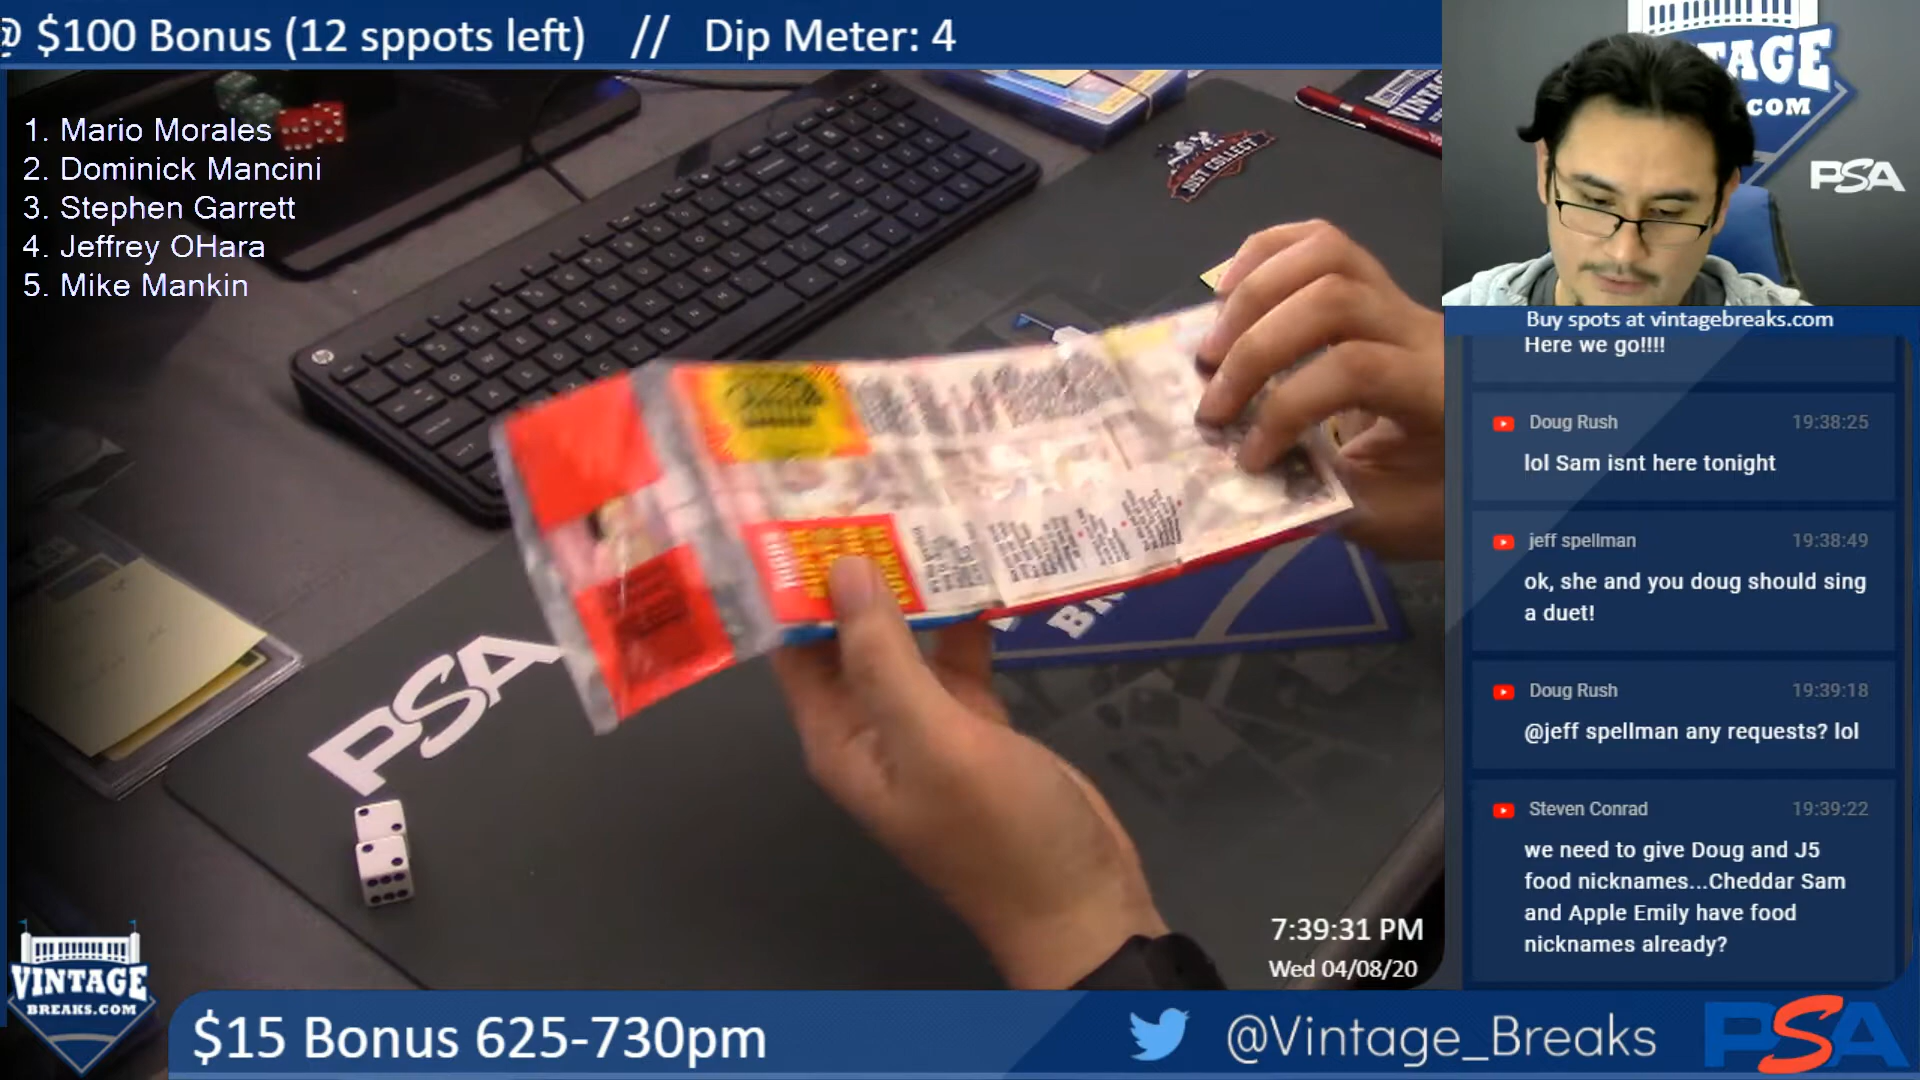 $100 Bonus (12 sppots left) // Dip Meter: 4
1. Mario Morales
2. Dominick Mancini
3. Stephen Garrett
4. Jeffrey OHara
5. Mike Mankin
JUST COLLECT
PSA
TAGE
COM
PSA
Buy spots at vintagebreaks.com
Here we go!!!!
Doug Rush 19:38:25
lol Sam isnt here tonight
jeff spellman 19:38:49
ok, she and you doug should sing
a duet!
Doug Rush 19:39:18
@jeff spellman any requests? lol
Steven Conrad 19:39:22
we need to give Doug and J5
food nicknames...Cheddar Sam
and Apple Emily have food
nicknames already?
7:39:31 PM
Wed 04/08/20
VINTAGE
BREAKS.COM
$15 Bonus 625-730pm
@Vintage_Breaks
PSA